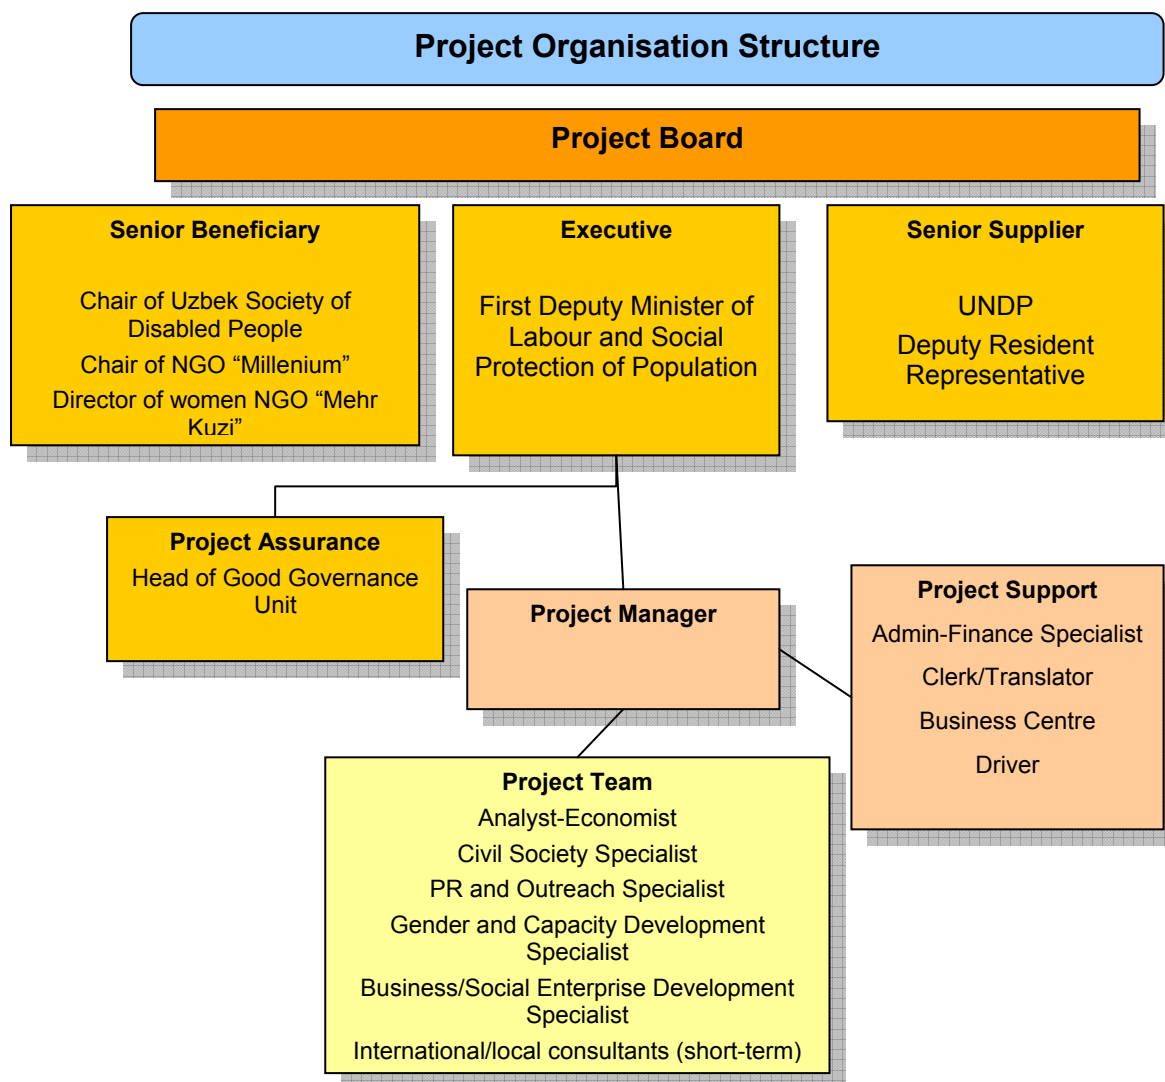 Project Organisation Structure
Project Board
Senior Beneficiary
Chair of Uzbek Society of
Disabled People
Chair of NGO “Millenium”
Director of women NGO “Mehr
Kuzi”
Executive
First Deputy Minister of
Labour and Social
Protection of Population
Senior Supplier
UNDP
Deputy Resident
Representative
Project Assurance
Head of Good Governance
Unit
Project Manager
Project Support
Admin-Finance Specialist
Clerk/Translator
Business Centre
Driver
Project Team
Analyst-Economist
Civil Society Specialist
PR and Outreach Specialist
Gender and Capacity Development
Specialist
Business/Social Enterprise Development
Specialist
International/local consultants (short-term)